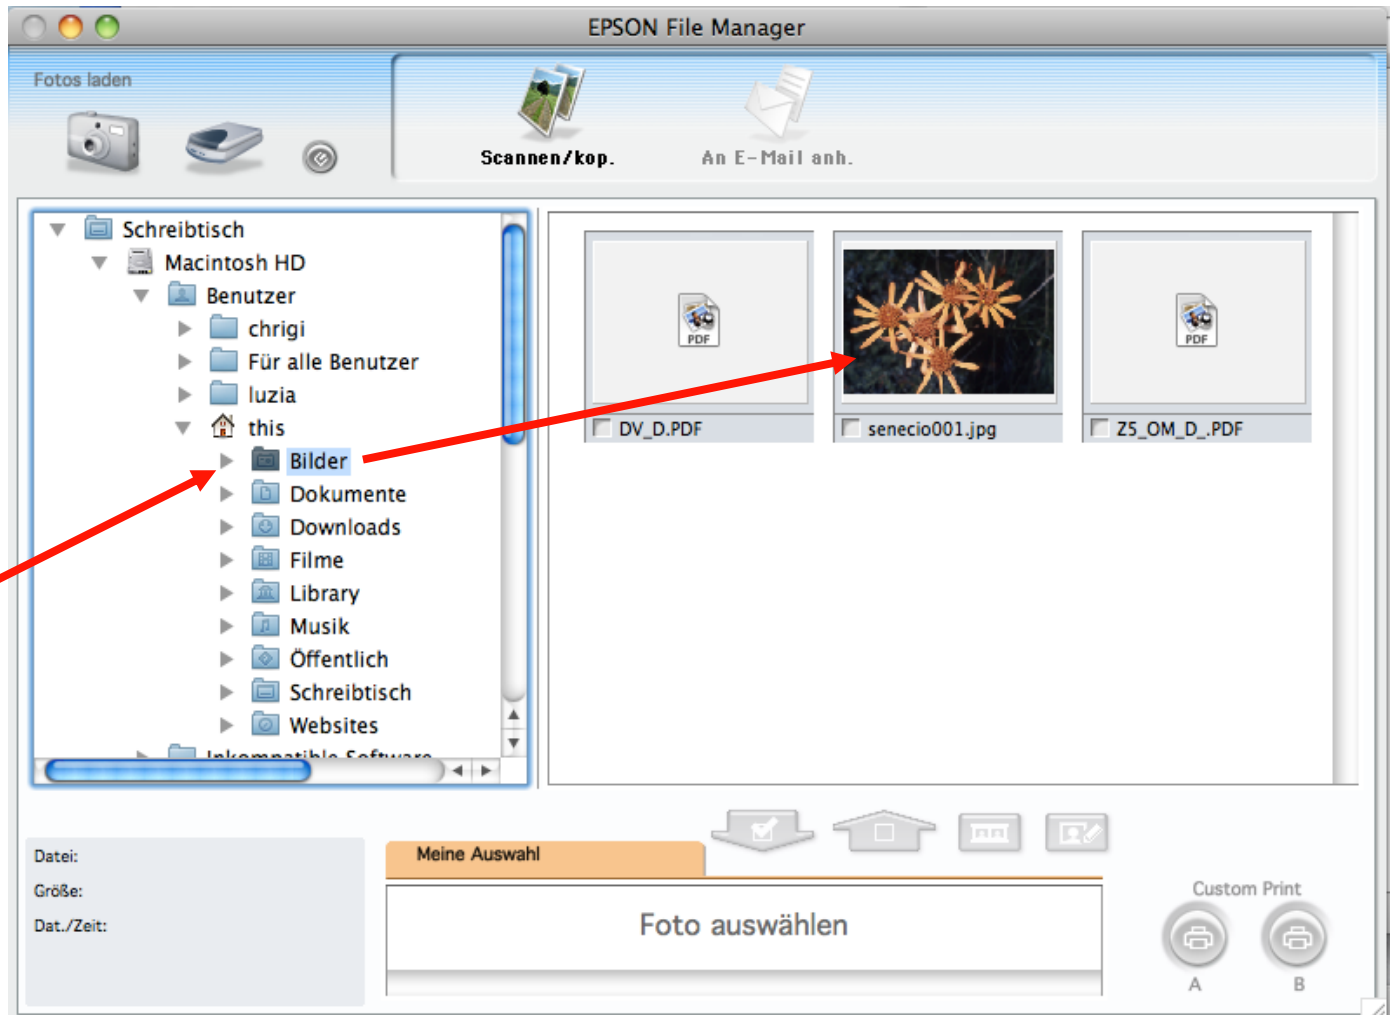 EPSON File Manager
Fotos laden
Scannen/kop.
An E-Mail anh.
Schreibtisch
Macintosh HD
Benutzer
chrigi
Für alle Benutzer
luzia
this
Bilder
Dokumente
Downloads
Filme
Library
Musik
Öffentlich
Schreibtisch
Websites
Inkompatible Software
PDF
PDF
DV_D.PDF
senecio001.jpg
Z5_OM_D_.PDF
Datei:
Größe:
Dat./Zeit:
Meine Auswahl
Foto auswählen
Custom Print
A
B